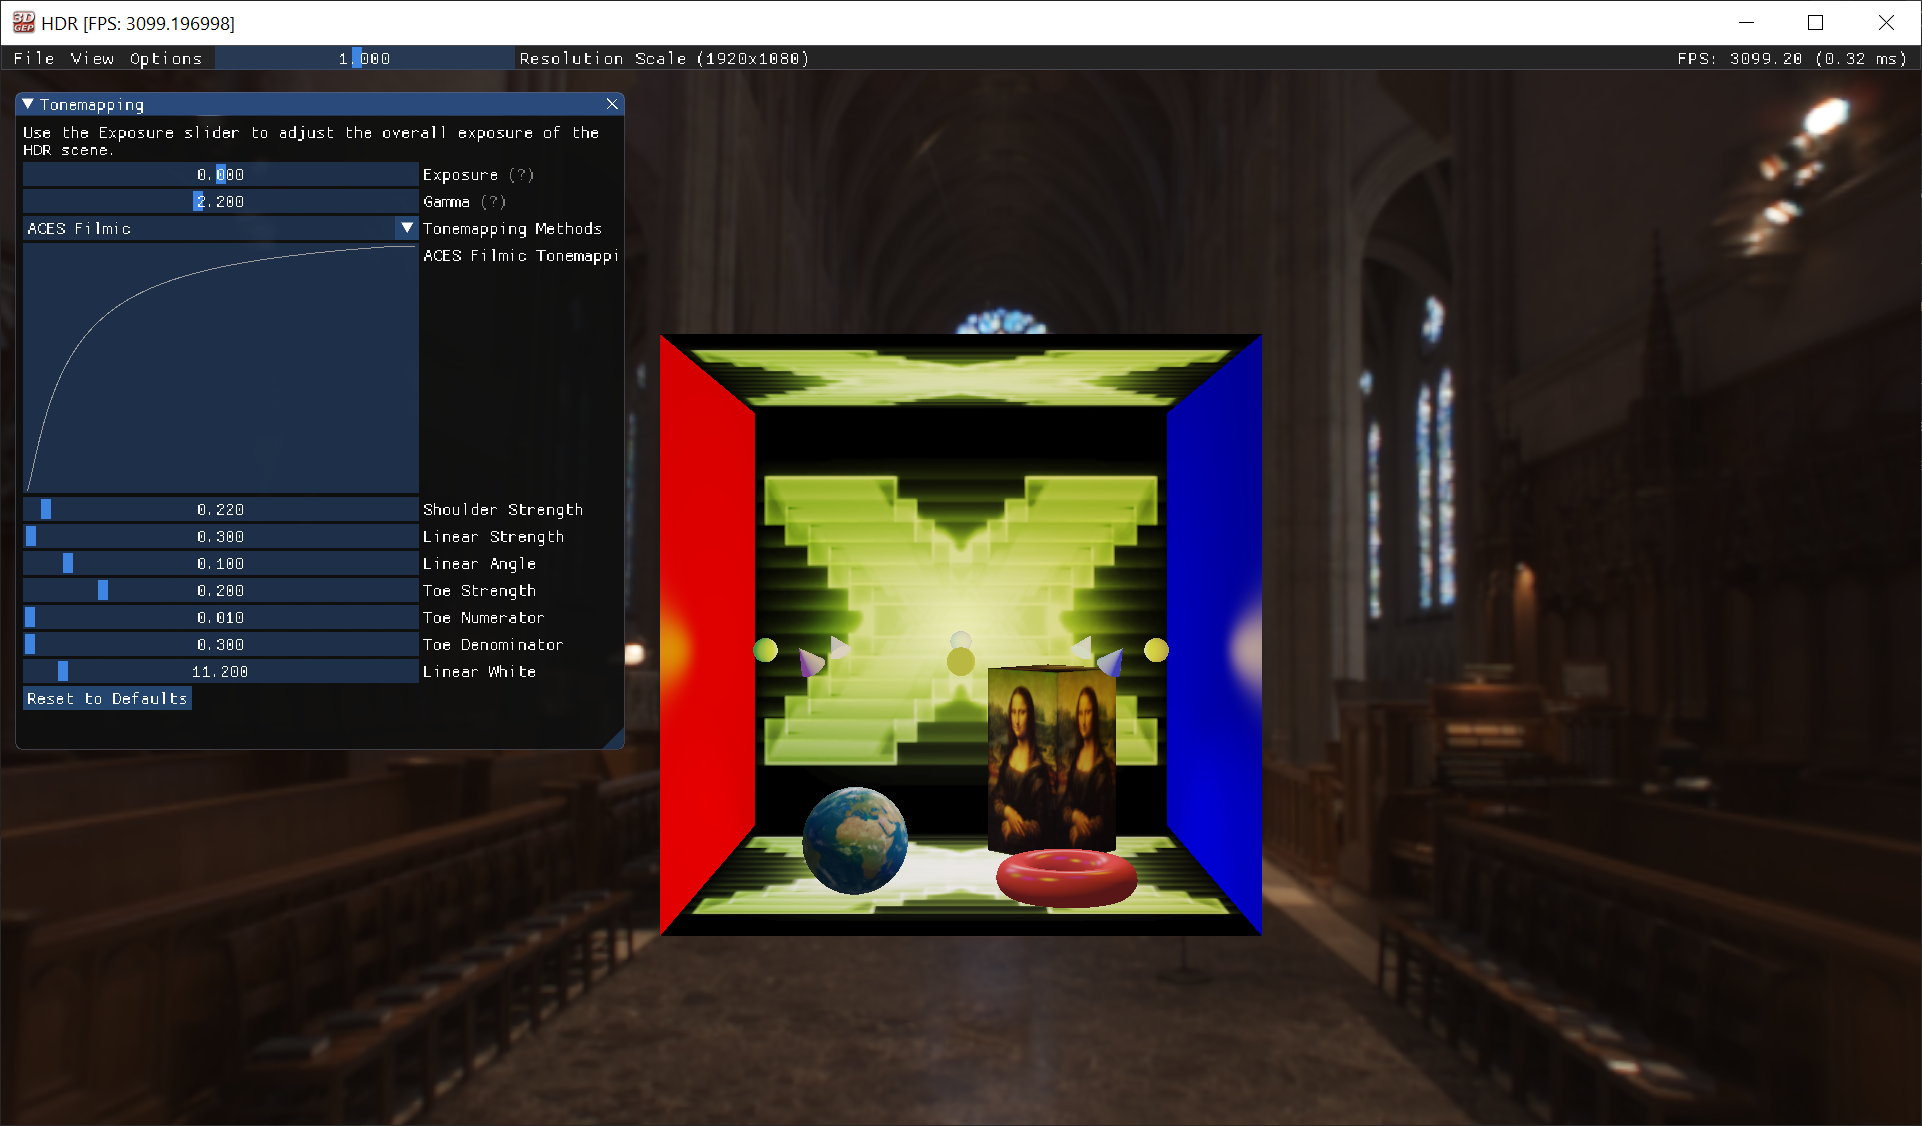 3D
GEP
HDR [FPS: 3099.196998]
File View Options 1.000 Resolution Scale (1920x1080) FPS: 3099.20 (0.32 ms)
Tonemapping
Use the Exposure slider to adjust the overall exposure of the
HDR scene.
0.000 Exposure (?)
2.200 Gamma (?)
ACES Filmic Tonemapping Methods
ACES Filmic Tonemappi
0.220 Shoulder Strength
0.300 Linear Strength
0.100 Linear Angle
0.200 Toe Strength
0.010 Toe Numerator
0.300 Toe Denominator
11.200 Linear White
Reset to Defaults